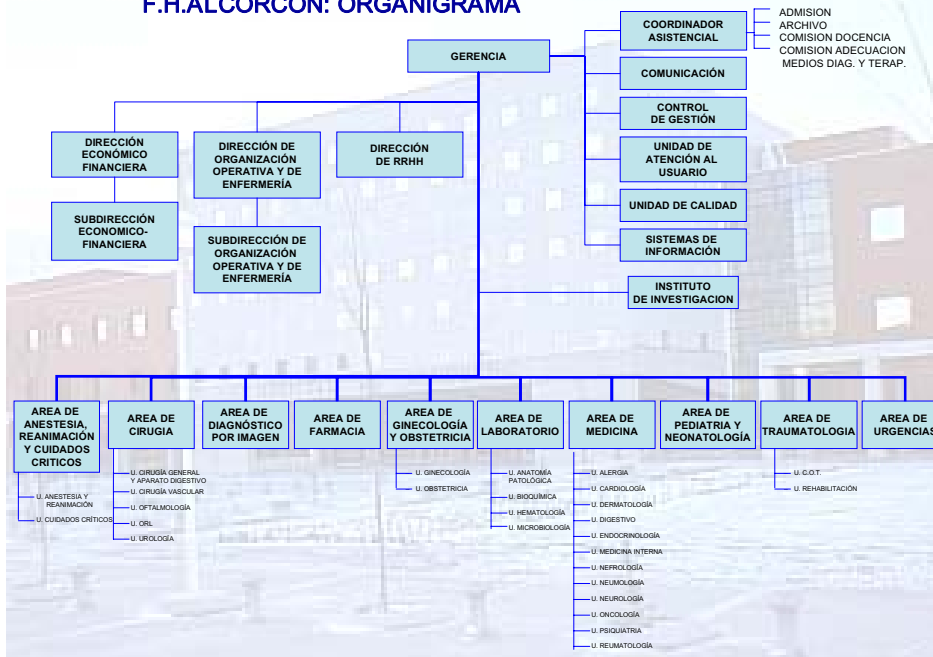 F.H.ALCORCÓN: ORGANIGRAMA
GERENCIA
COORDINADOR
ASISTENCIAL
ADMISION
ARCHIVO
COMISION DOCENCIA
COMISION ADECUACION
MEDIOS DIAG. Y TERAP.
COMUNICACIÓN
CONTROL
DE GESTIÓN
UNIDAD DE
ATENCIÓN AL
USUARIO
UNIDAD DE CALIDAD
SISTEMAS DE
INFORMACIÓN
INSTITUTO
DE INVESTIGACION
DIRECCIÓN
ECONÓMICO
FINANCIERA
SUBDIRECCIÓN
ECONOMICO-
FINANCIERA
DIRECCIÓN DE
ORGANIZACIÓN
OPERATIVA Y DE
ENFERMERÍA
SUBDIRECCIÓN DE
ORGANIZACIÓN
OPERATIVA Y DE
ENFERMERÍA
DIRECCIÓN
DE RRHH
AREA DE
ANESTESIA,
REANIMACIÓN
Y CUIDADOS
CRITICOS
U. ANESTESIA Y
REANIMACIÓN
U. CUIDADOS CRÍTICOS
AREA DE
CIRUGIA
U. CIRUGÍA GENERAL
Y APARATO DIGESTIVO
U. CIRUGÍA VASCULAR
U. OFTALMOLOGÍA
U. ORL
U. UROLOGÍA
AREA DE
DIAGNÓSTICO
POR IMAGEN
AREA DE
FARMACIA
AREA DE
GINECOLOGÍA
Y OBSTETRICIA
U. GINECOLOGÍA
U. OBSTETRICIA
AREA DE
LABORATORIO
U. ANATOMÍA
PATOLÓGICA
U. BIOQUÍMICA
U. HEMATOLOGÍA
U. MICROBIOLOGÍA
AREA DE
MEDICINA
U. ALERGIA
U. CARDIOLOGÍA
U. DERMATOLOGÍA
U. DIGESTIVO
U. ENDOCRINOLOGÍA
U. MEDICINA INTERNA
U. NEFROLOGÍA
U. NEUMOLOGÍA
U. NEUROLOGÍA
U. ONCOLOGÍA
U. PSIQUIATRIA
U. REUMATOLOGÍA
AREA DE
PEDIATRIA Y
NEONATOLOGÍA
AREA DE
TRAUMATOLOGIA
U. C.O.T.
U. REHABILITACIÓN
AREA DE
URGENCIAS